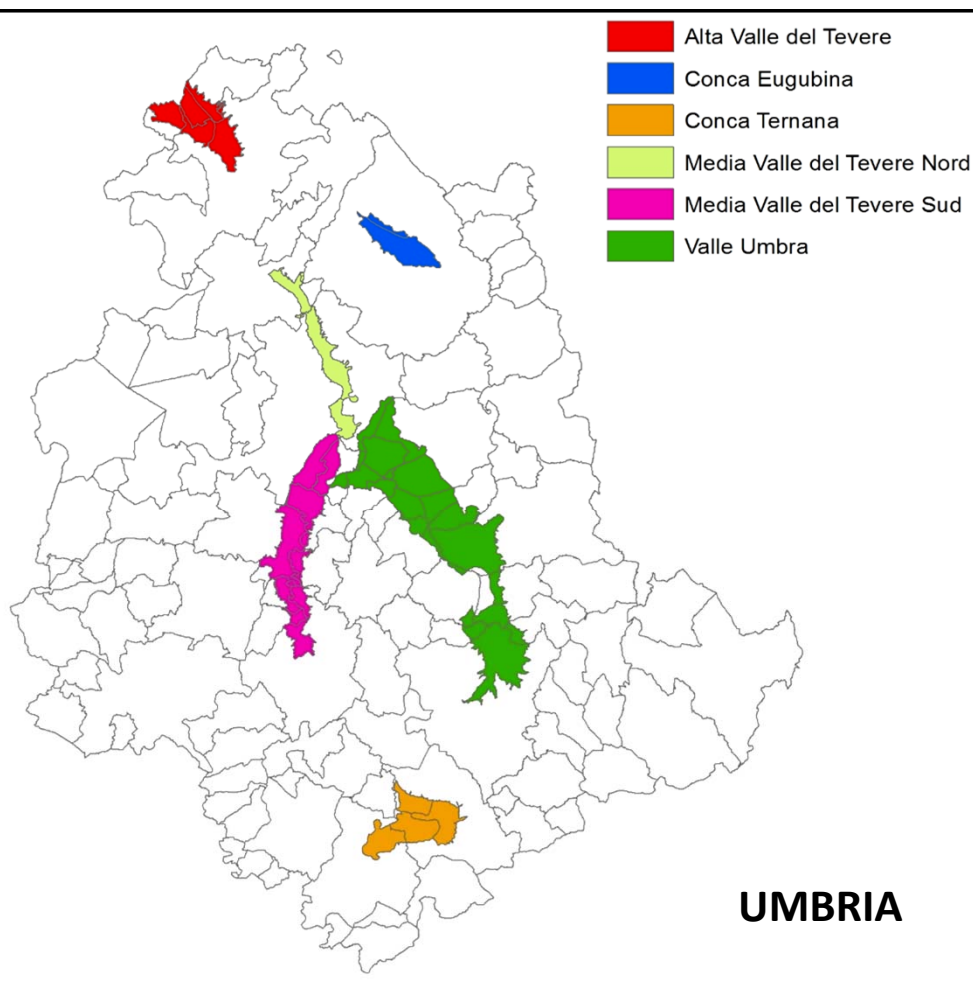 Alta Valle del Tevere
Conca Eugubina
Conca Ternana
Media Valle del Tevere Nord
Media Valle del Tevere Sud
Valle Umbra
UMBRIA